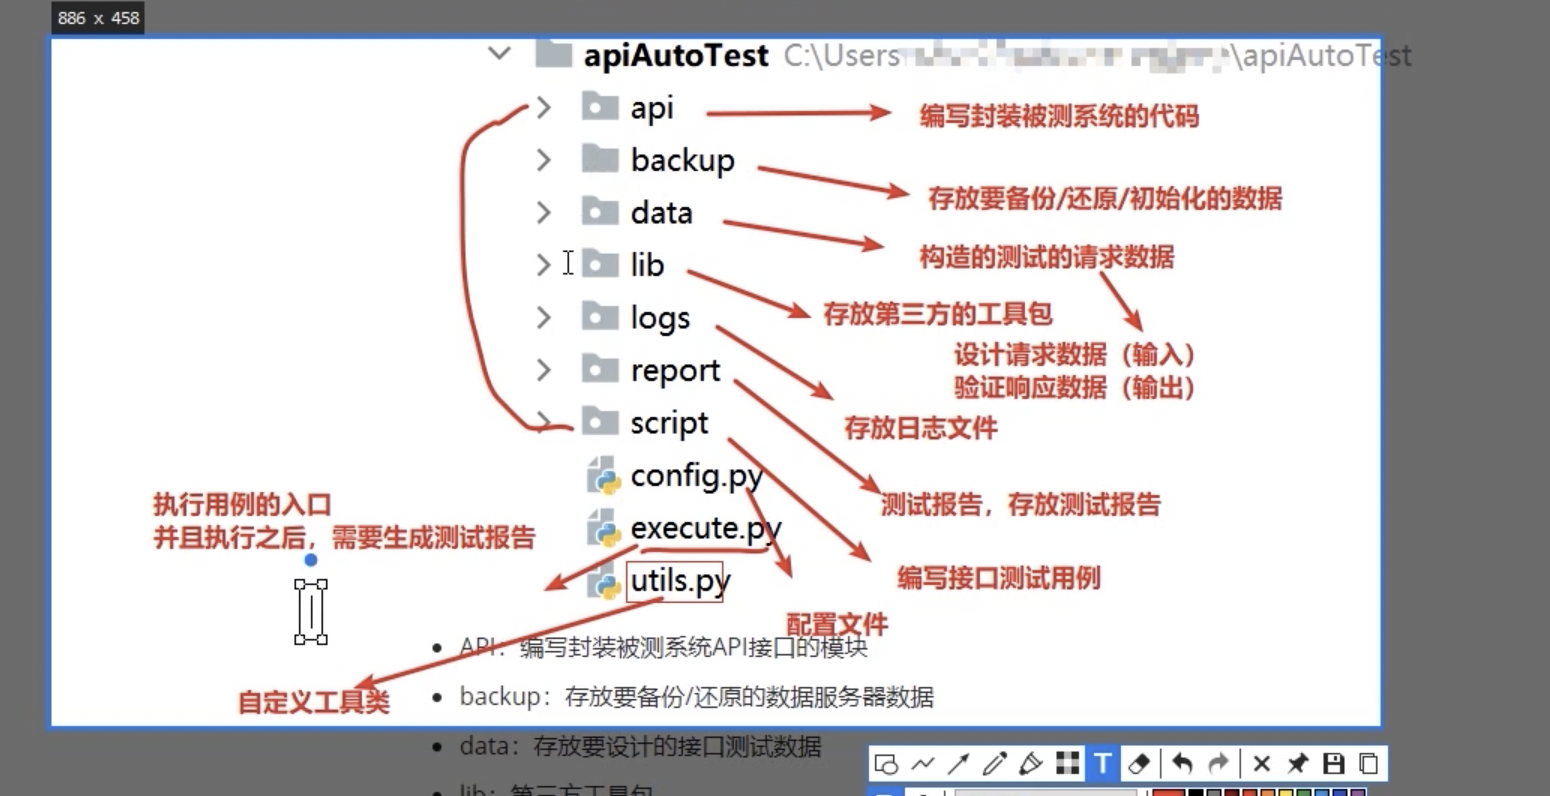 886 x 458
apiAutoTest C:\Users \apiAutoTest
api
编写封装被测系统的代码
backup
存放要备份/还原/初始化的数据
data
构造的测试的请求数据
lib
存放第三方的工具包
logs
设计请求数据（输入）
验证响应数据（输出）
report
存放日志文件
script
config.py
执行用例的入口
测试报告，存放测试报告
并且执行之后，需要生成测试报告
execute.py
编写接口测试用例
utils.py
配置文件
API：编写封装被测系统API接口的模块
自定义工具类
backup：存放要备份/还原的数据服务器数据
data：存放要设计的接口测试数据
T
lib：第三方工具包